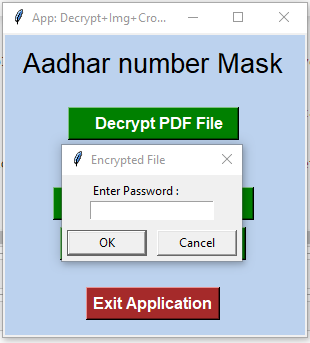 App: Decrypt+Img+Cro...
Aadhar number Mask
Decrypt PDF File
Encrypted File
Enter Password :
OK
Cancel
Exit Application